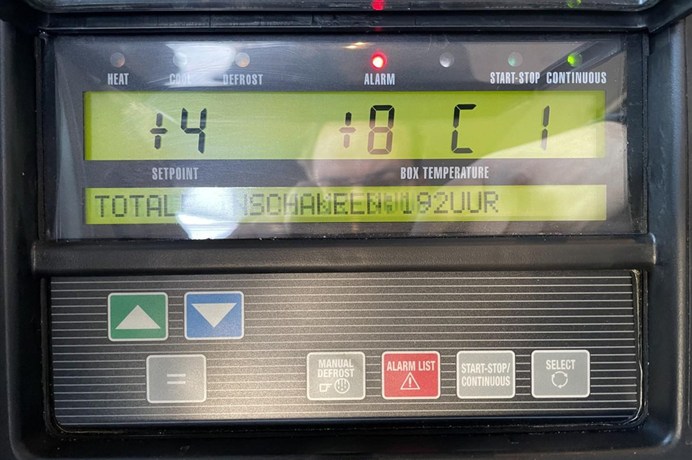 HEAT COOL DEFROST ALARM START-STOP CONTINUOUS
+4 +8 C 1
SETPOINT BOX TEMPERATURE
192UUR
MANUAL DEFROST ALARM LIST START-STOP/CONTINUOUS SELECT
=